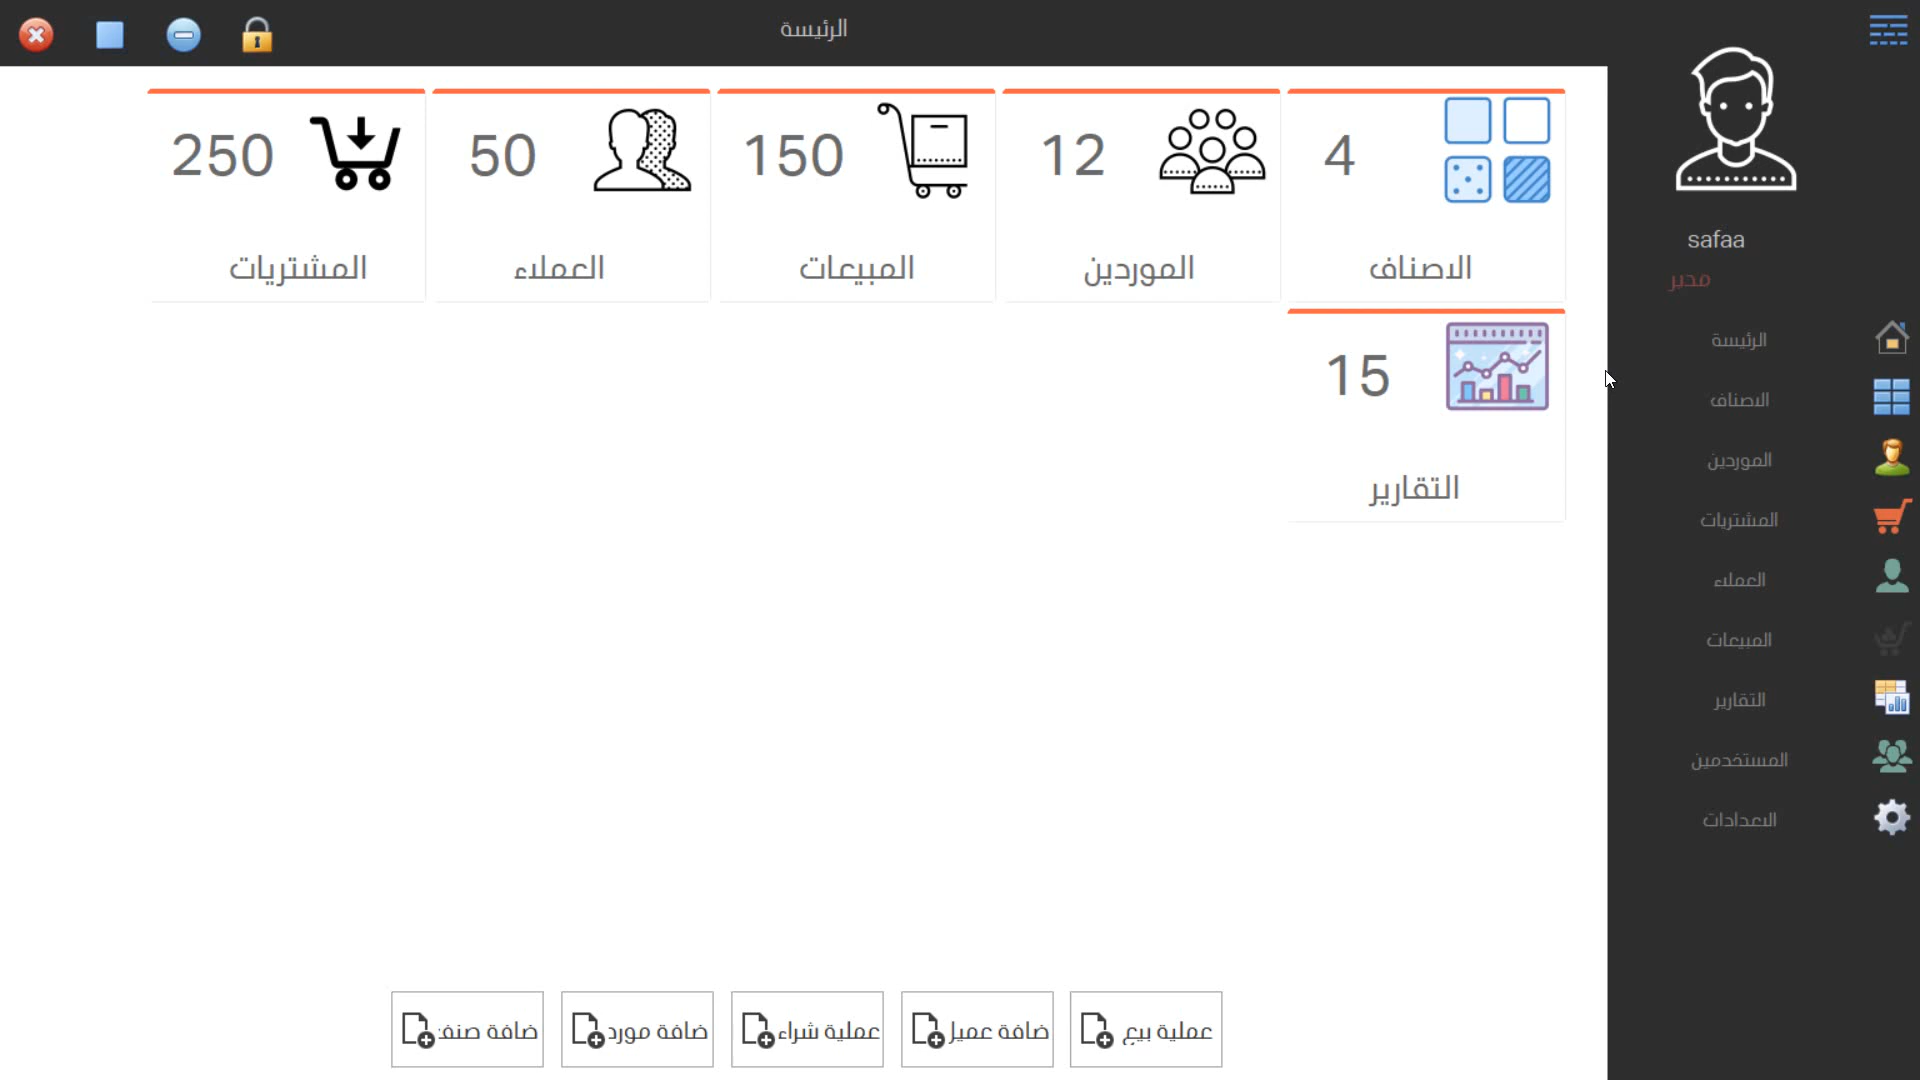 الرئيسة
4
الاصناف
12
الموردين
150
المبيعات
50
العملاء
250
المشتريات
15
التقارير
safaa
مدير
الرئيسة
الاصناف
الموردين
المشتريات
العملاء
المبيعات
التقارير
المستخدمين
الاعدادات
عملية بيع
ضافة عميل
عملية شراء
ضافة مورد
ضافة صنف